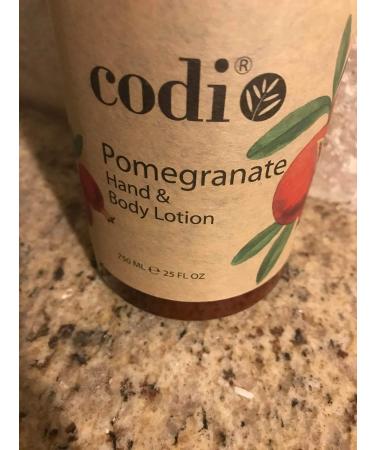 codi®
Pomegranate
Hand &
Body Lotion
750 ML ℮ 25 FL OZ